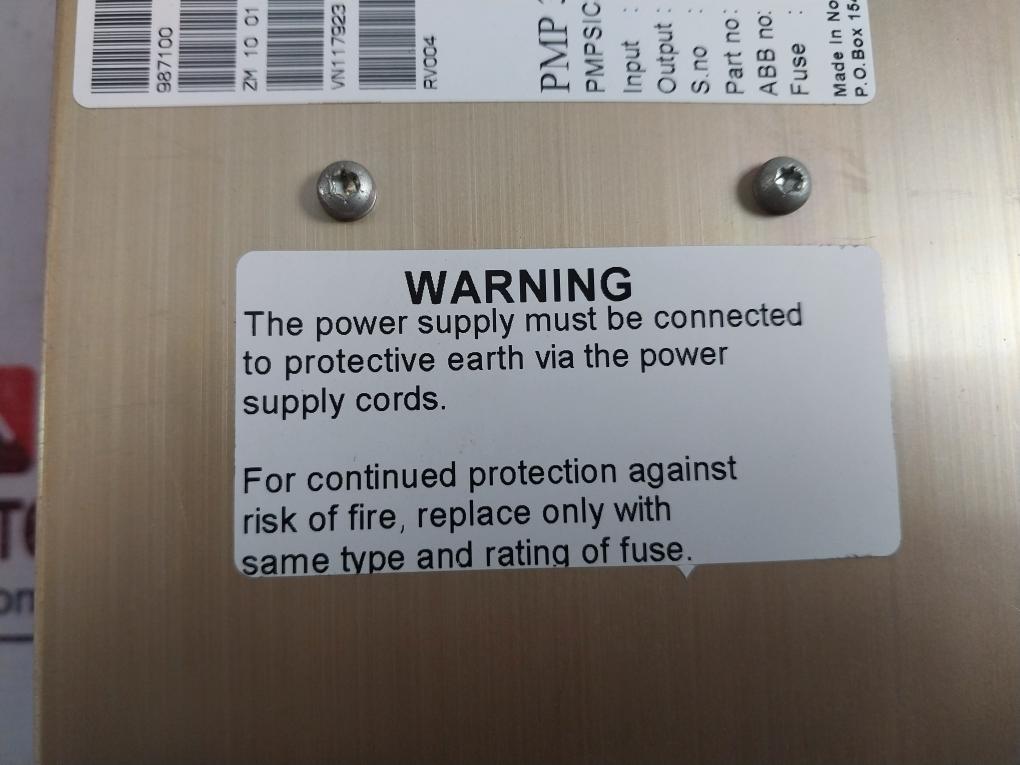 987100
ZM 10 01
VN117923
RV004
PMP
PMPSIC
Input :
Output :
S.no :
Part no:
ABB no:
Fuse :
Made In No
P.O. Box 15
WARNING
The power supply must be connected
to protective earth via the power
supply cords.
For continued protection against
risk of fire, replace only with
same type and rating of fuse.